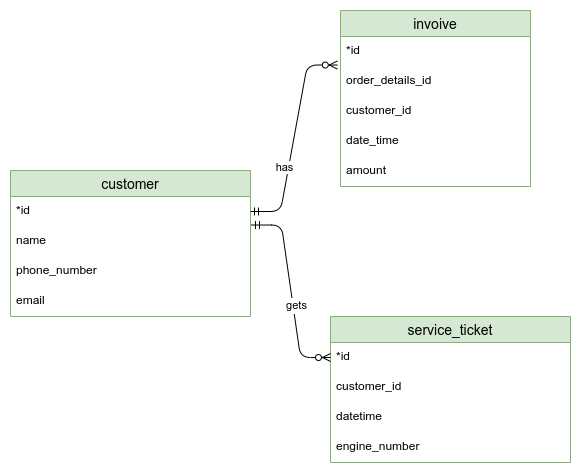 invoive
*id
order_details_id
customer_id
date_time
amount
has
customer
*id
name
phone_number
email
gets
service_ticket
*id
customer_id
datetime
engine_number